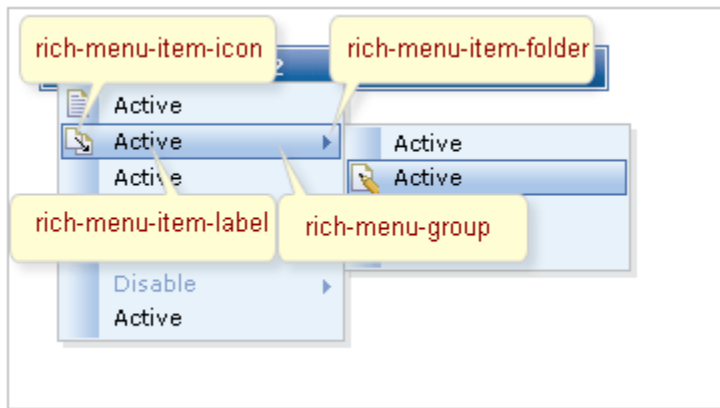 rich-menu-item-icon
rich-menu-item-folder
2
Active
Active
Active
Active
Active
rich-menu-item-label
rich-menu-group
Disable
Active